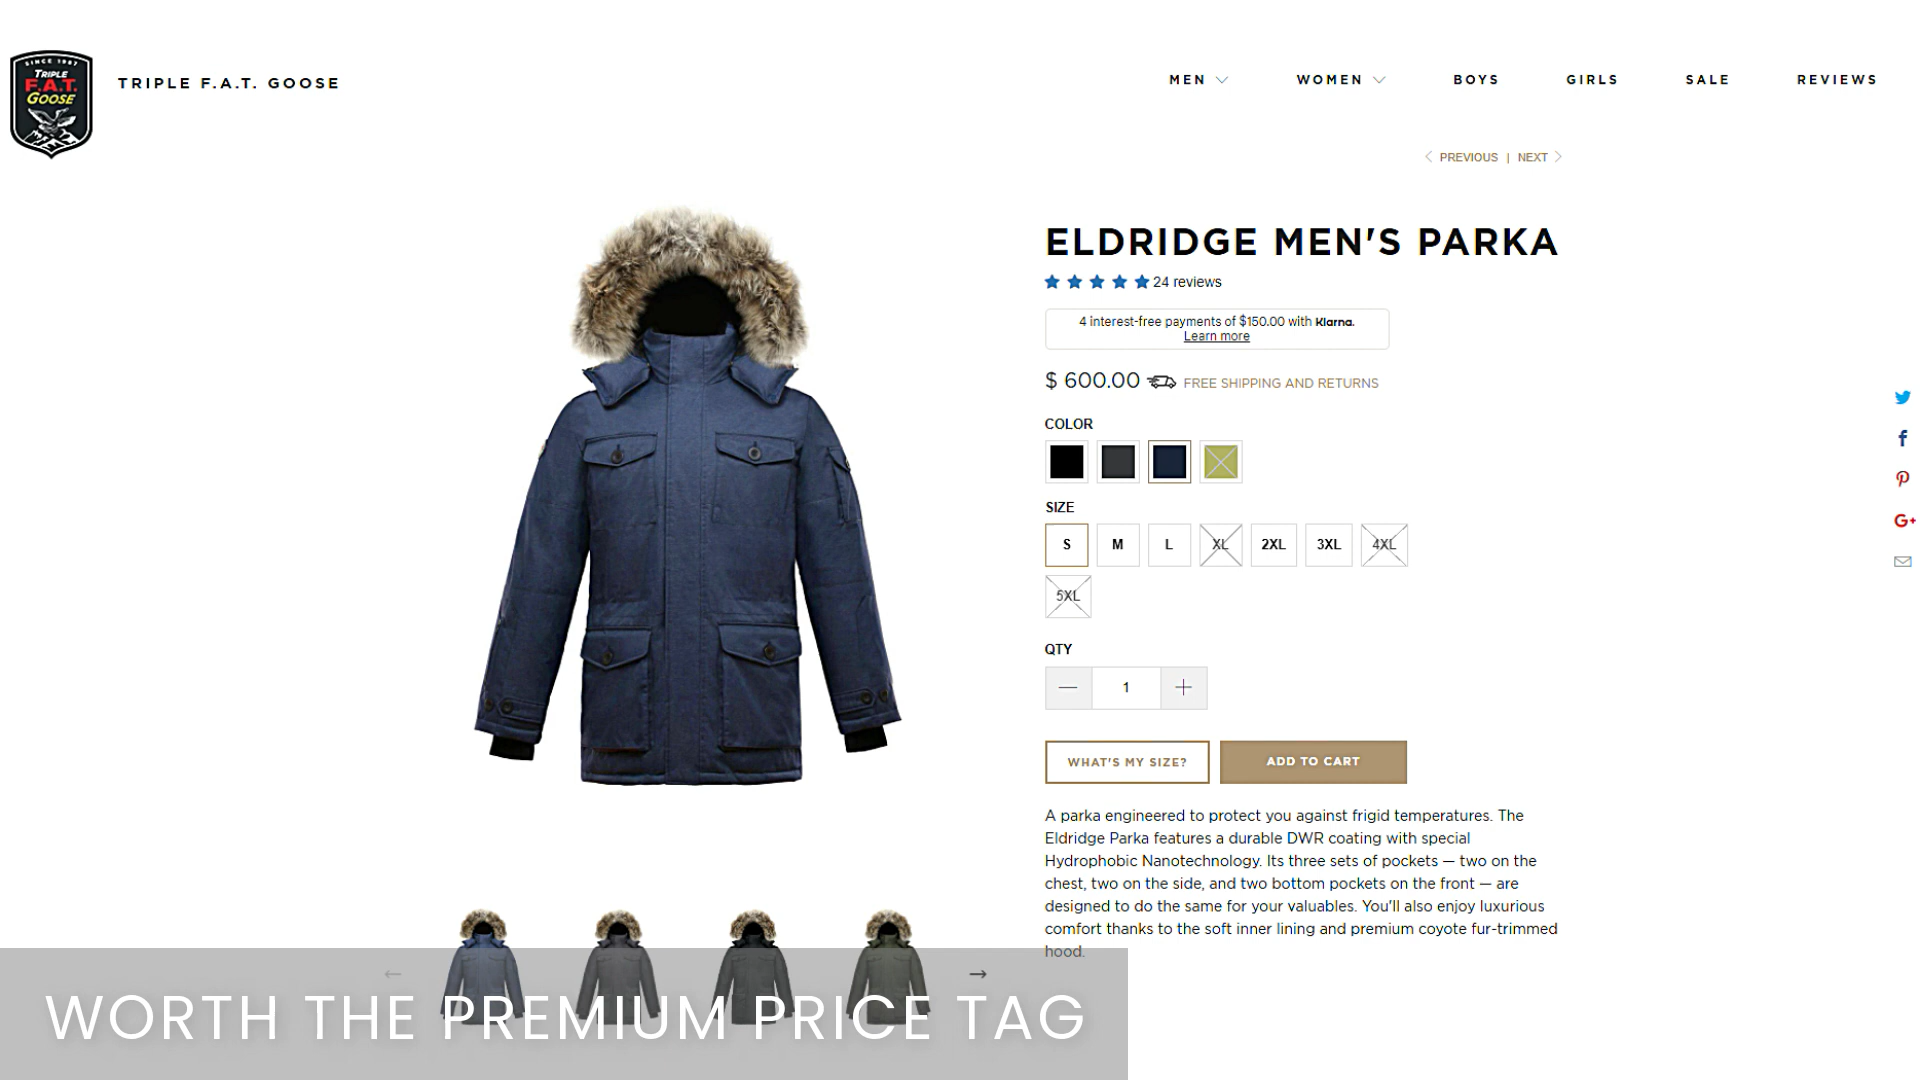 SINCE 1987
TRIPLE
F.A.T.
GOOSE
TRIPLE F.A.T. GOOSE
MEN
WOMEN
BOYS
GIRLS
SALE
REVIEWS
PREVIOUS | NEXT
ELDRIDGE MEN'S PARKA
24 reviews
4 interest-free payments of $150.00 with Klarna.
Learn more
$ 600.00 FREE SHIPPING AND RETURNS
COLOR
SIZE
S M L XL 2XL 3XL 4XL
5XL
QTY
1
WHAT'S MY SIZE?
ADD TO CART
A parka engineered to protect you against frigid temperatures. The
Eldridge Parka features a durable DWR coating with special
Hydrophobic Nanotechnology. Its three sets of pockets — two on the
chest, two on the side, and two bottom pockets on the front — are
designed to do the same for your valuables. You'll also enjoy luxurious
comfort thanks to the soft inner lining and premium coyote fur-trimmed
hood.
WORTH THE PREMIUM PRICE TAG